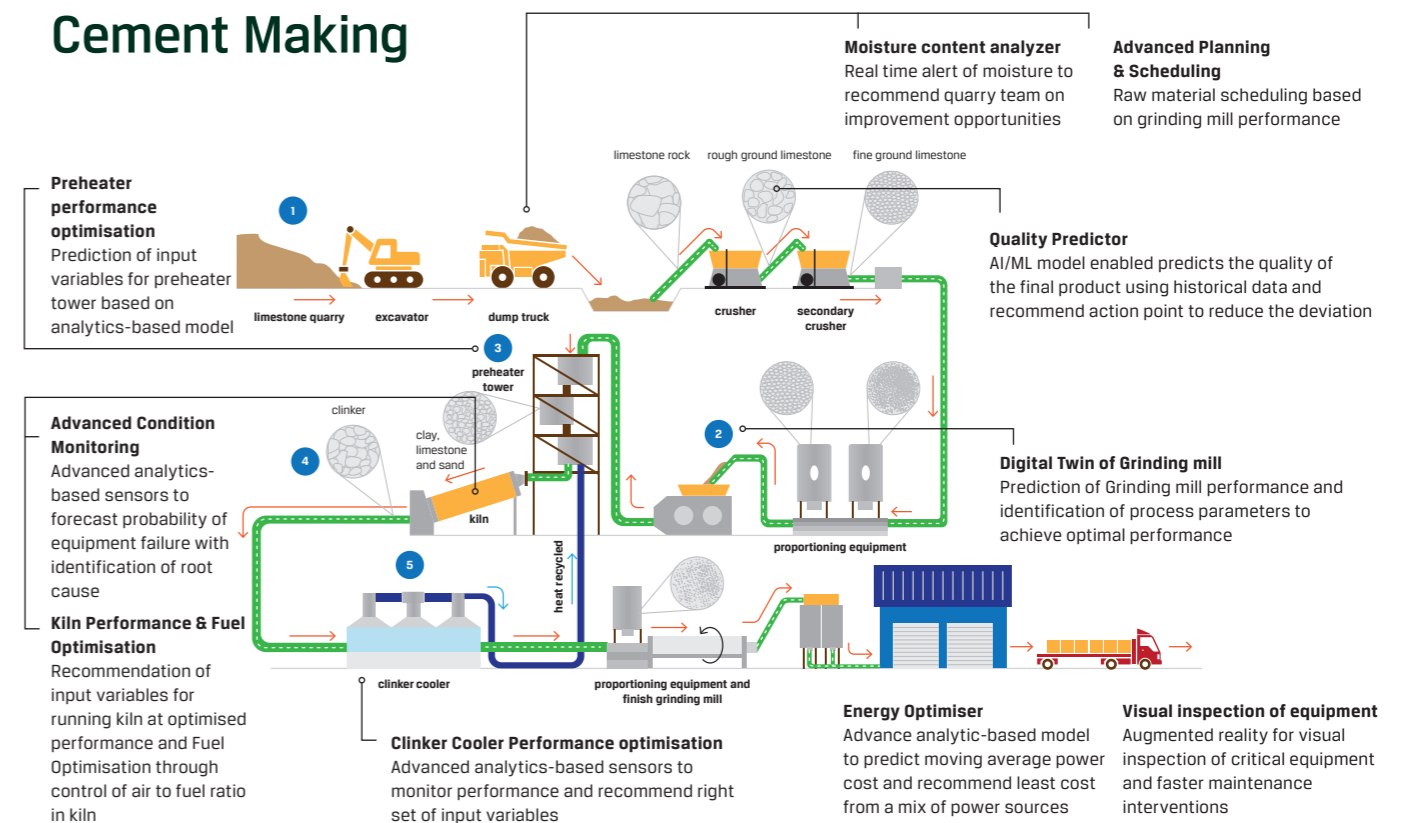 Cement Making
Moisture content analyzer
Real time alert of moisture to
recommend quarry team on
improvement opportunities
Advanced Planning
& Scheduling
Raw material scheduling based
on grinding mill performance
limestone rock
rough ground limestone
fine ground limestone
Preheater
performance
optimisation
Prediction of input
variables for preheater
tower based on
analytics-based model
1
limestone quarry
excavator
dump truck
crusher
secondary
crusher
Quality Predictor
AI/ML model enabled predicts the quality of
the final product using historical data and
recommend action point to reduce the deviation
3
preheater
tower
Advanced Condition
Monitoring
Advanced analytics-
based sensors to
forecast probability of
equipment failure with
identification of root
cause
clinker
4
clay,
limestone
and sand
kiln
2
proportioning equipment
Digital Twin of Grinding mill
Prediction of Grinding mill performance and
identification of process parameters to
achieve optimal performance
Kiln Performance & Fuel
Optimisation
Recommendation of
input variables for
running kiln at optimised
performance and Fuel
Optimisation through
control of air to fuel ratio
in kiln
5
heat recycled
clinker cooler
proportioning equipment and
finish grinding mill
Clinker Cooler Performance optimisation
Advanced analytics-based sensors to
monitor performance and recommend right
set of input variables
Energy Optimiser
Advance analytic-based model
to predict moving average power
cost and recommend least cost
from a mix of power sources
Visual inspection of equipment
Augmented reality for visual
inspection of critical equipment
and faster maintenance
interventions